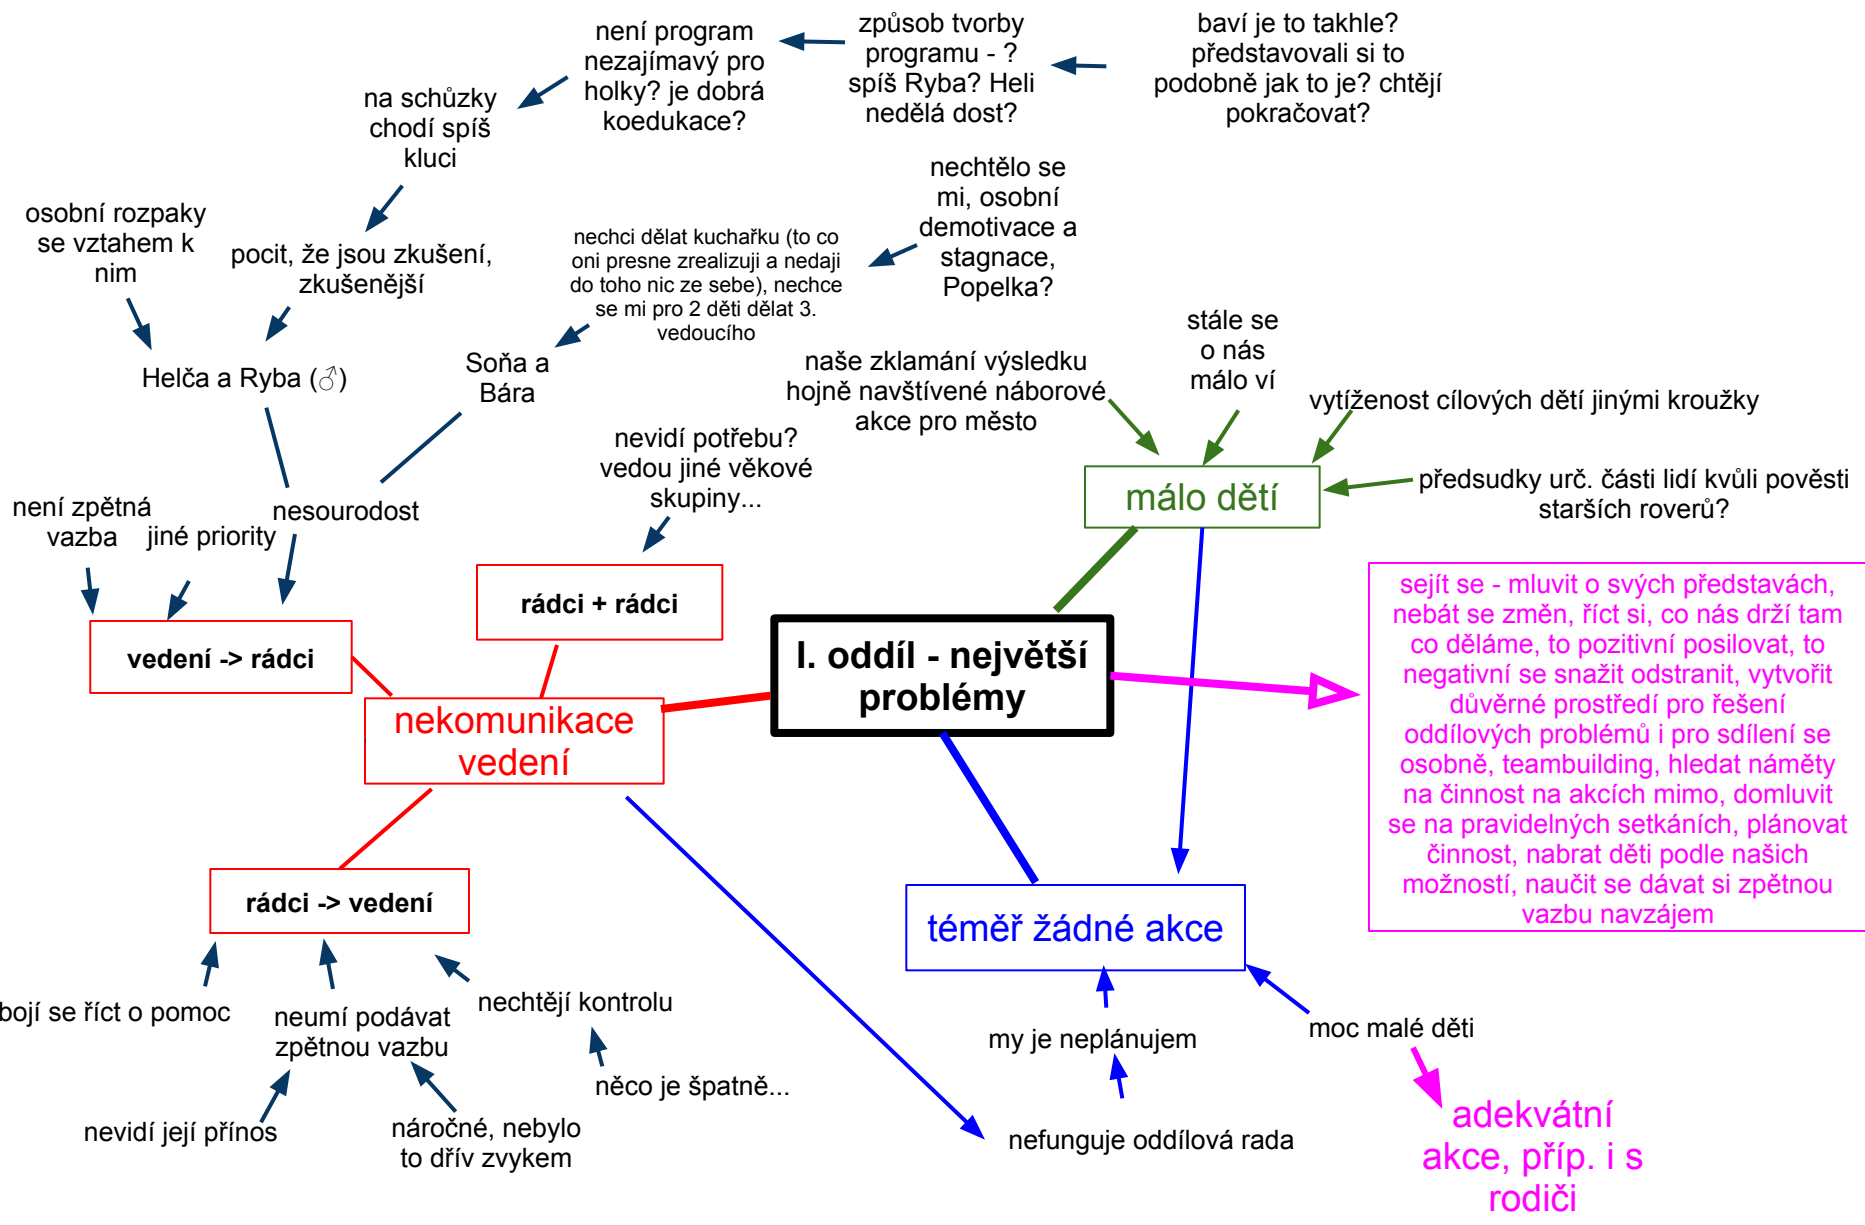 není program
nezajímavý pro
holky? je dobrá
koedukace?
způsob tvorby
programu - ?
spíš Ryba? Heli
nedělá dost?
baví je to takhle?
představovali si to
podobně jak to je? chtějí
pokračovat?
na schůzky
chodí spíš
kluci
nechtělo se
mi, osobní
demotivace a
stagnace,
Popelka?
osobní rozpaky
se vztahem k
nim
pocit, že jsou zkušení,
zkušenější
nechci dělat kuchařku (to co
oni presne zrealizuji a nedaji
do toho nic ze sebe), nechce
se mi pro 2 děti dělat 3.
vedoucího
Helča a Ryba (♂)
Soňa a
Bára
naše zklamání výsledku
hojně navštívené náborové
akce pro město
stále se
o nás
málo ví
vytíženost cílových dětí jinými kroužky
nevidí potřebu?
vedou jiné věkové
skupiny...
málo dětí
předsudky urč. části lidí kvůli pověsti
starších roverů?
není zpětná
vazba
jiné priority
nesourodost
rádci + rádci
vedení -> rádci
I. oddíl - největší
problémy
sejít se - mluvit o svých představách,
nebát se změn, říct si, co nás drží tam
co děláme, to pozitivní posilovat, to
negativní se snažit odstranit, vytvořit
důvěrné prostředí pro řešení
oddílových problémů i pro sdílení se
osobně, teambuilding, hledat náměty
na činnost na akcích mimo, domluvit
se na pravidelných setkáních, plánovat
činnost, nabrat děti podle našich
možností, naučit se dávat si zpětnou
vazbu navzájem
nekomunikace
vedení
rádci -> vedení
téměř žádné akce
bojí se říct o pomoc
neumí podávat
zpětnou vazbu
nechtějí kontrolu
my je neplánujem
moc malé děti
něco je špatně...
nevidí její přínos
náročné, nebylo
to dřív zvykem
nefunguje oddílová rada
adekvátní
akce, příp. i s
rodiči